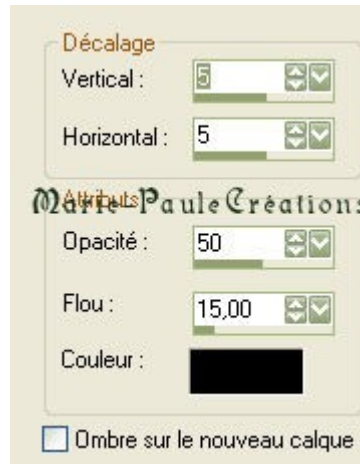 Décalage
Vertical : 5
Horizontal : 5
Attributs
Marie-Paule Créations
Opacité : 50
Flou : 15,00
Couleur :
Ombre sur le nouveau calque